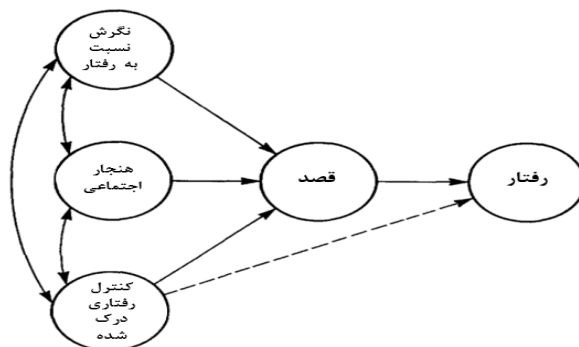 نگرش
نسبت
به رفتار
هنجار
اجتماعی
قصد
رفتار
کنترل
رفتاری
درک
شده